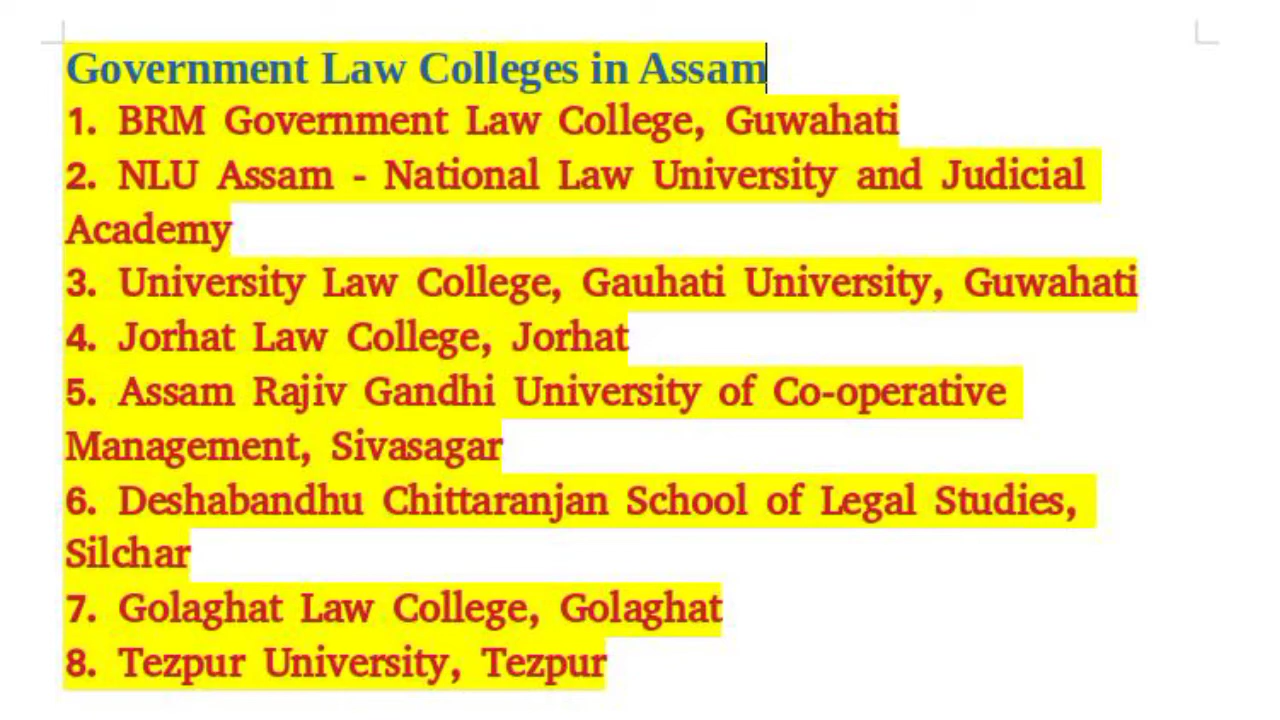 Government Law Colleges in Assam
1. BRM Government Law College, Guwahati
2. NLU Assam - National Law University and Judicial
Academy
3. University Law College, Gauhati University, Guwahati
4. Jorhat Law College, Jorhat
5. Assam Rajiv Gandhi University of Co-operative
Management, Sivasagar
6. Deshabandhu Chittaranjan School of Legal Studies,
Silchar
7. Golaghat Law College, Golaghat
8. Tezpur University, Tezpur